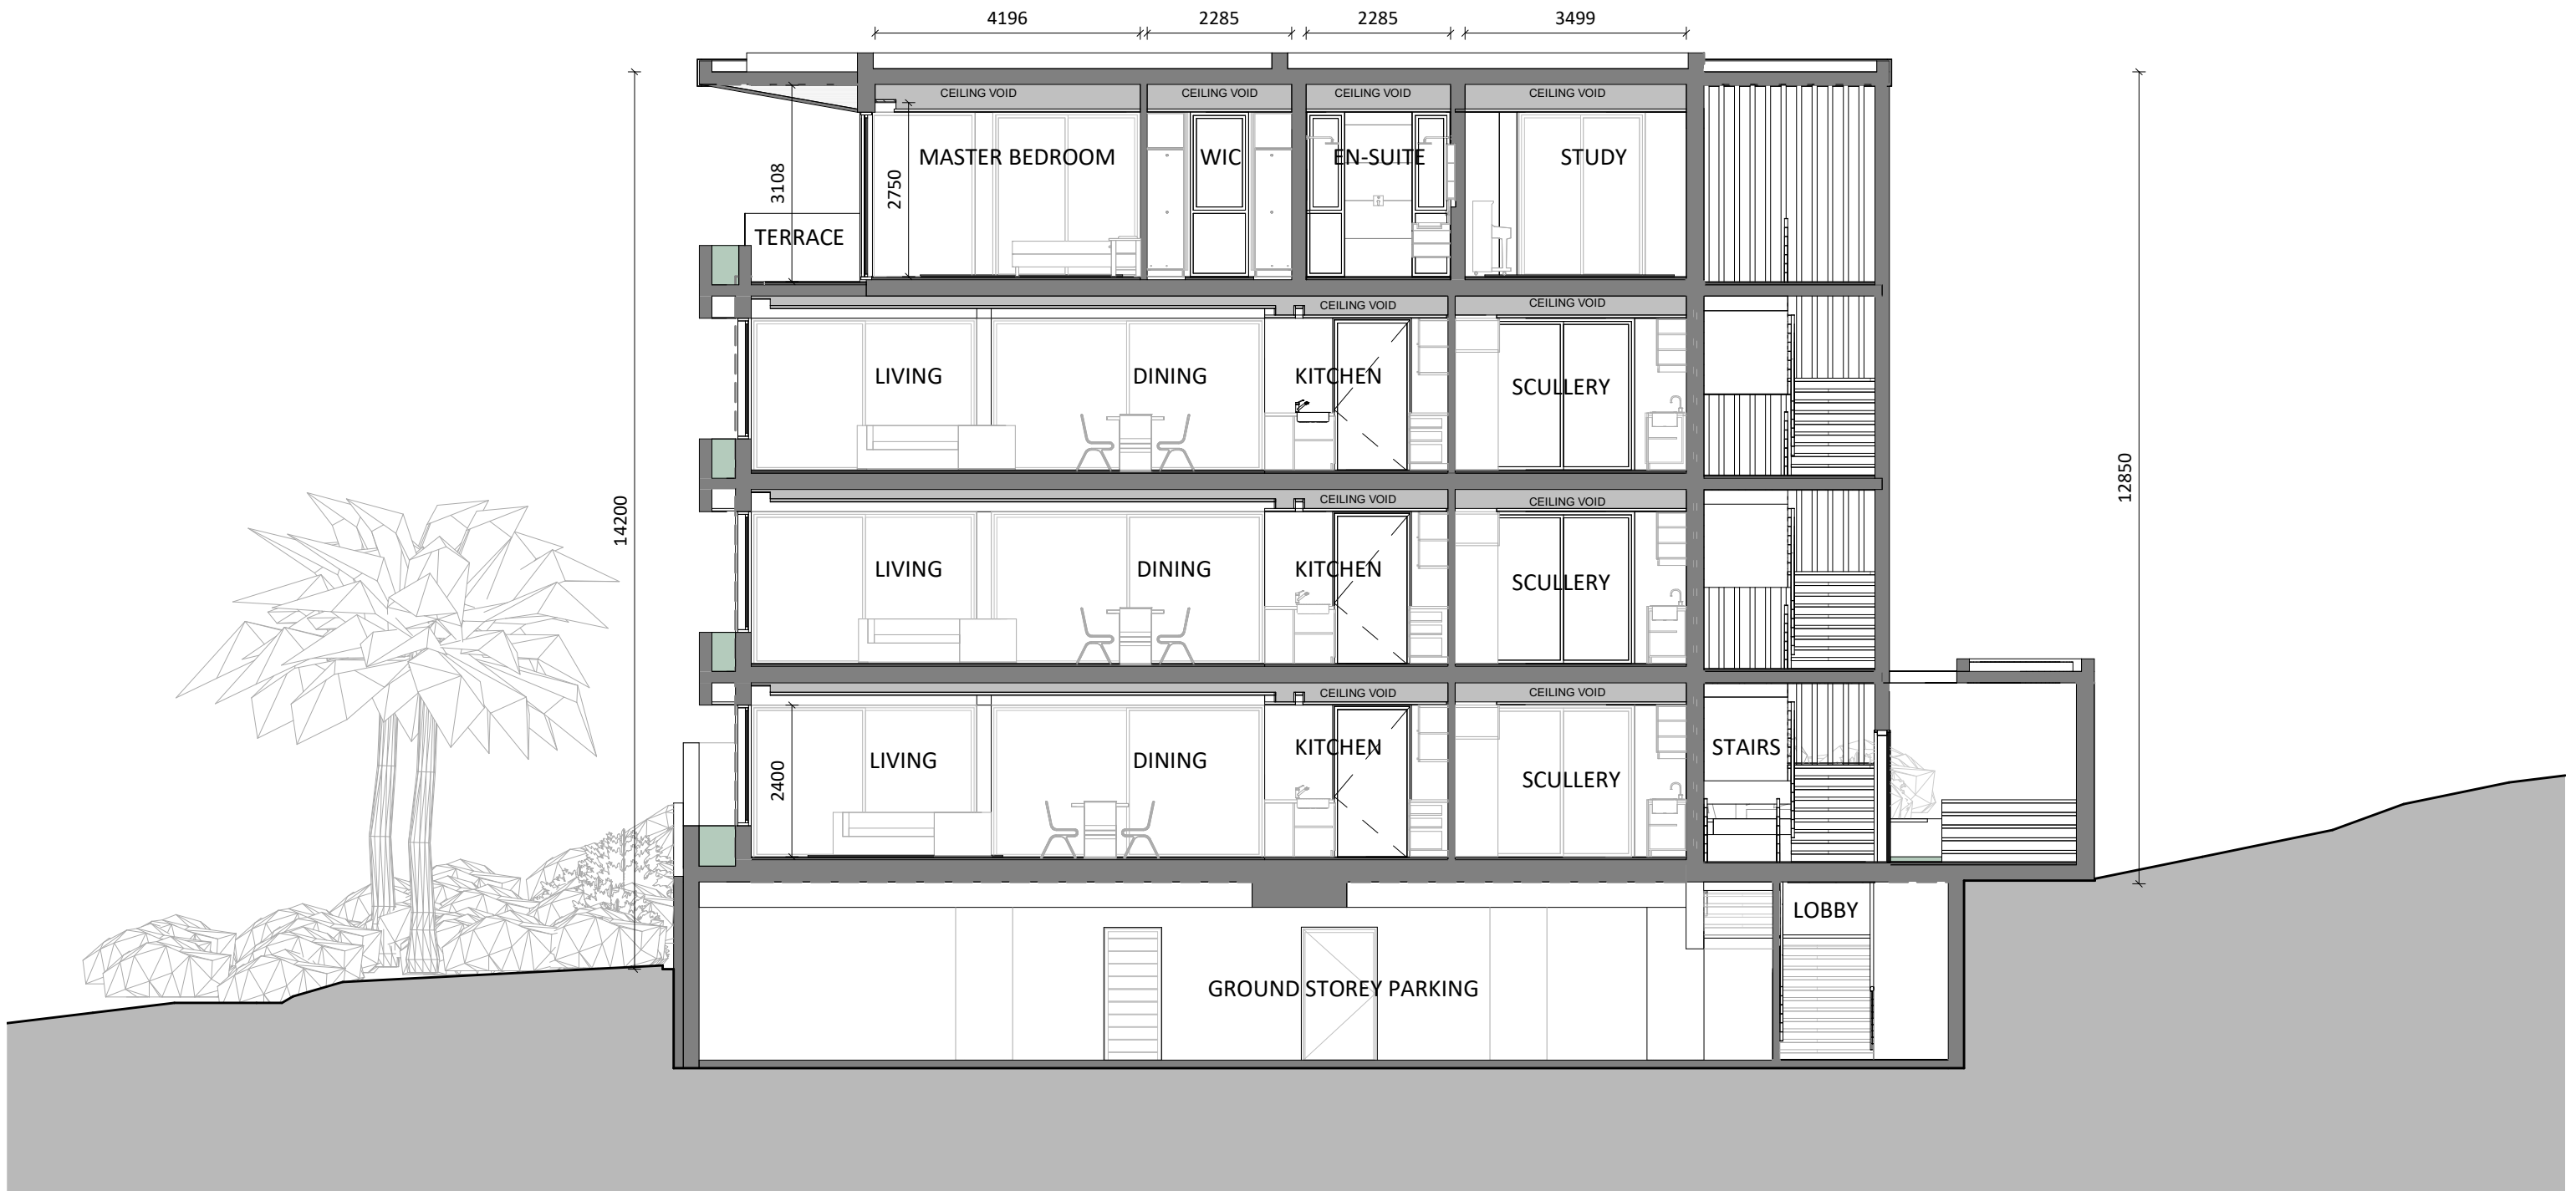 4196 2285 2285 3499
CEILING VOID CEILING VOID CEILING VOID CEILING VOID
MASTER BEDROOM WIC EN-SUITE STUDY
3108
2750
TERRACE
CEILING VOID CEILING VOID
LIVING DINING KITCHEN SCULLERY
14200
12850
CEILING VOID CEILING VOID
LIVING DINING KITCHEN SCULLERY
CEILING VOID CEILING VOID
LIVING DINING KITCHEN SCULLERY STAIRS
2400
LOBBY
GROUND STOREY PARKING